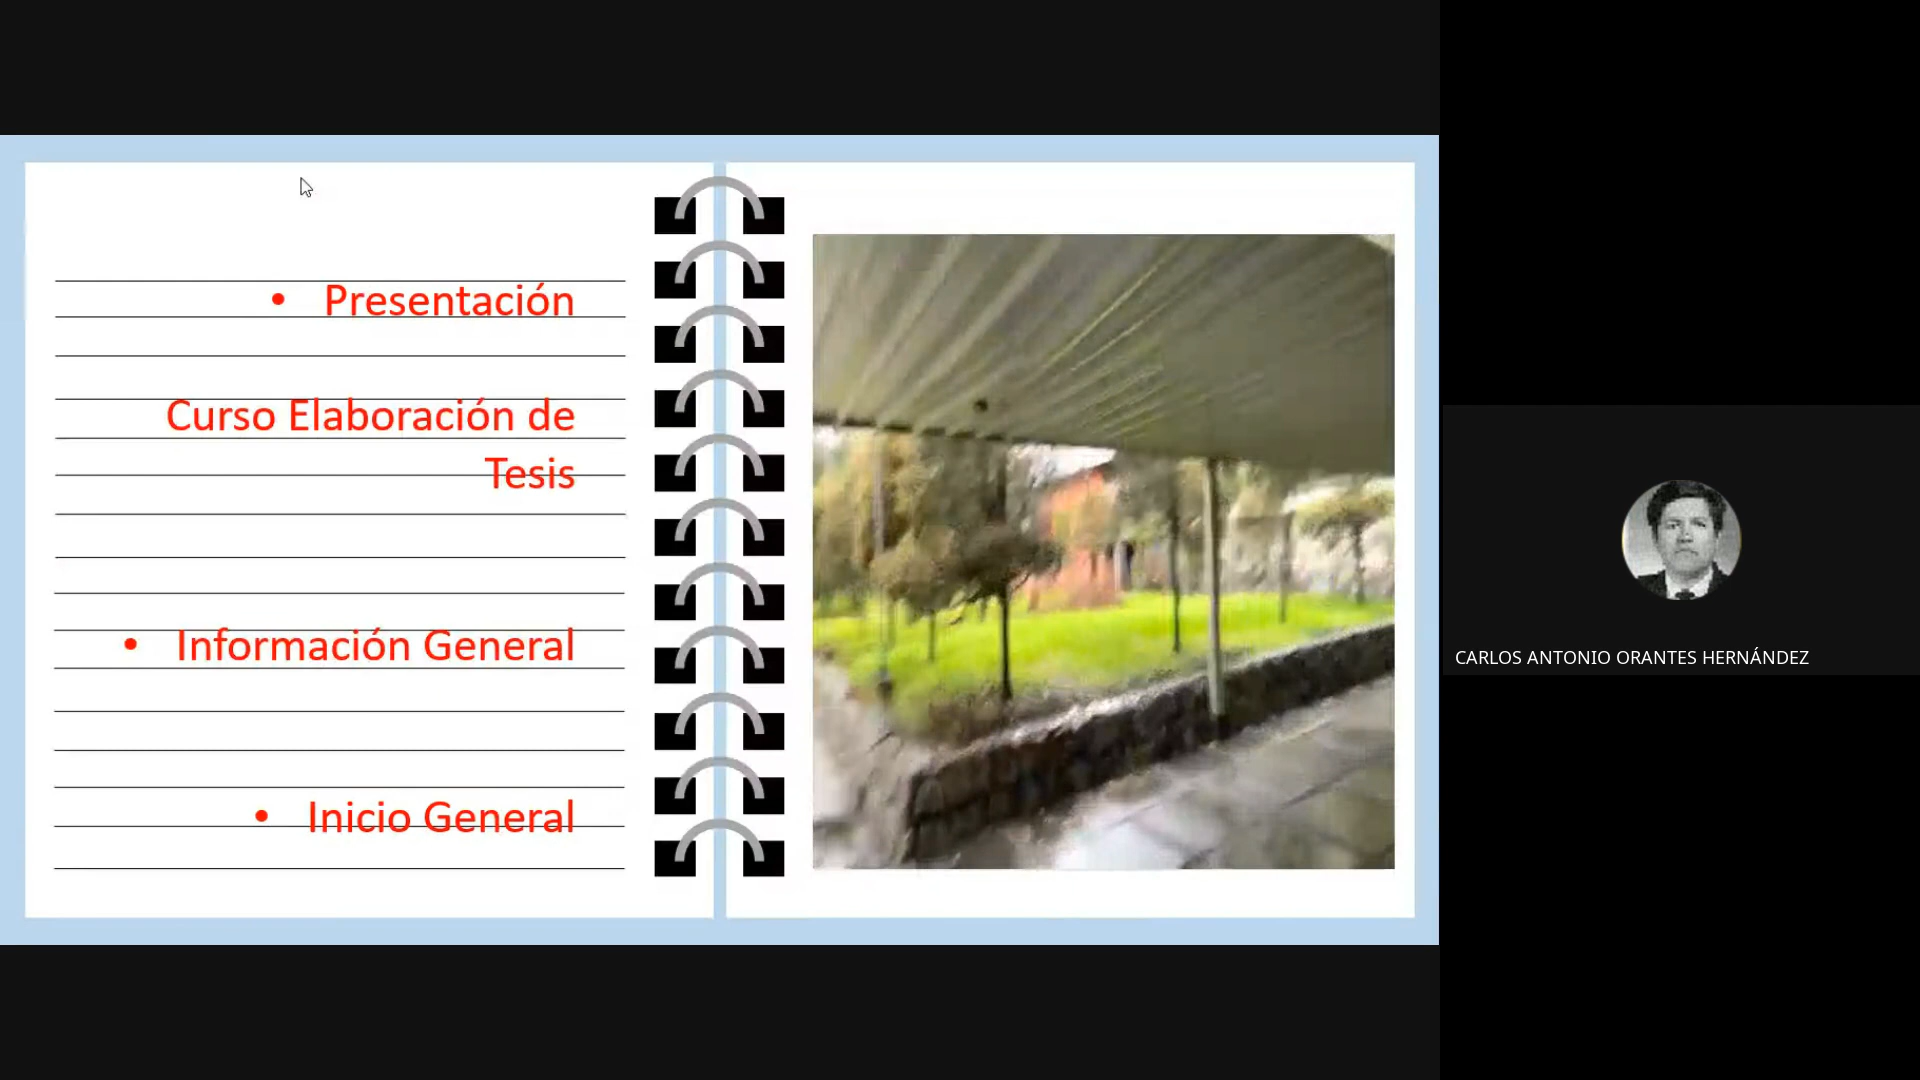 • Presentación
Curso Elaboración de
Tesis
• Información General
• Inicio General
CARLOS ANTONIO ORANTES HERNÁNDEZ